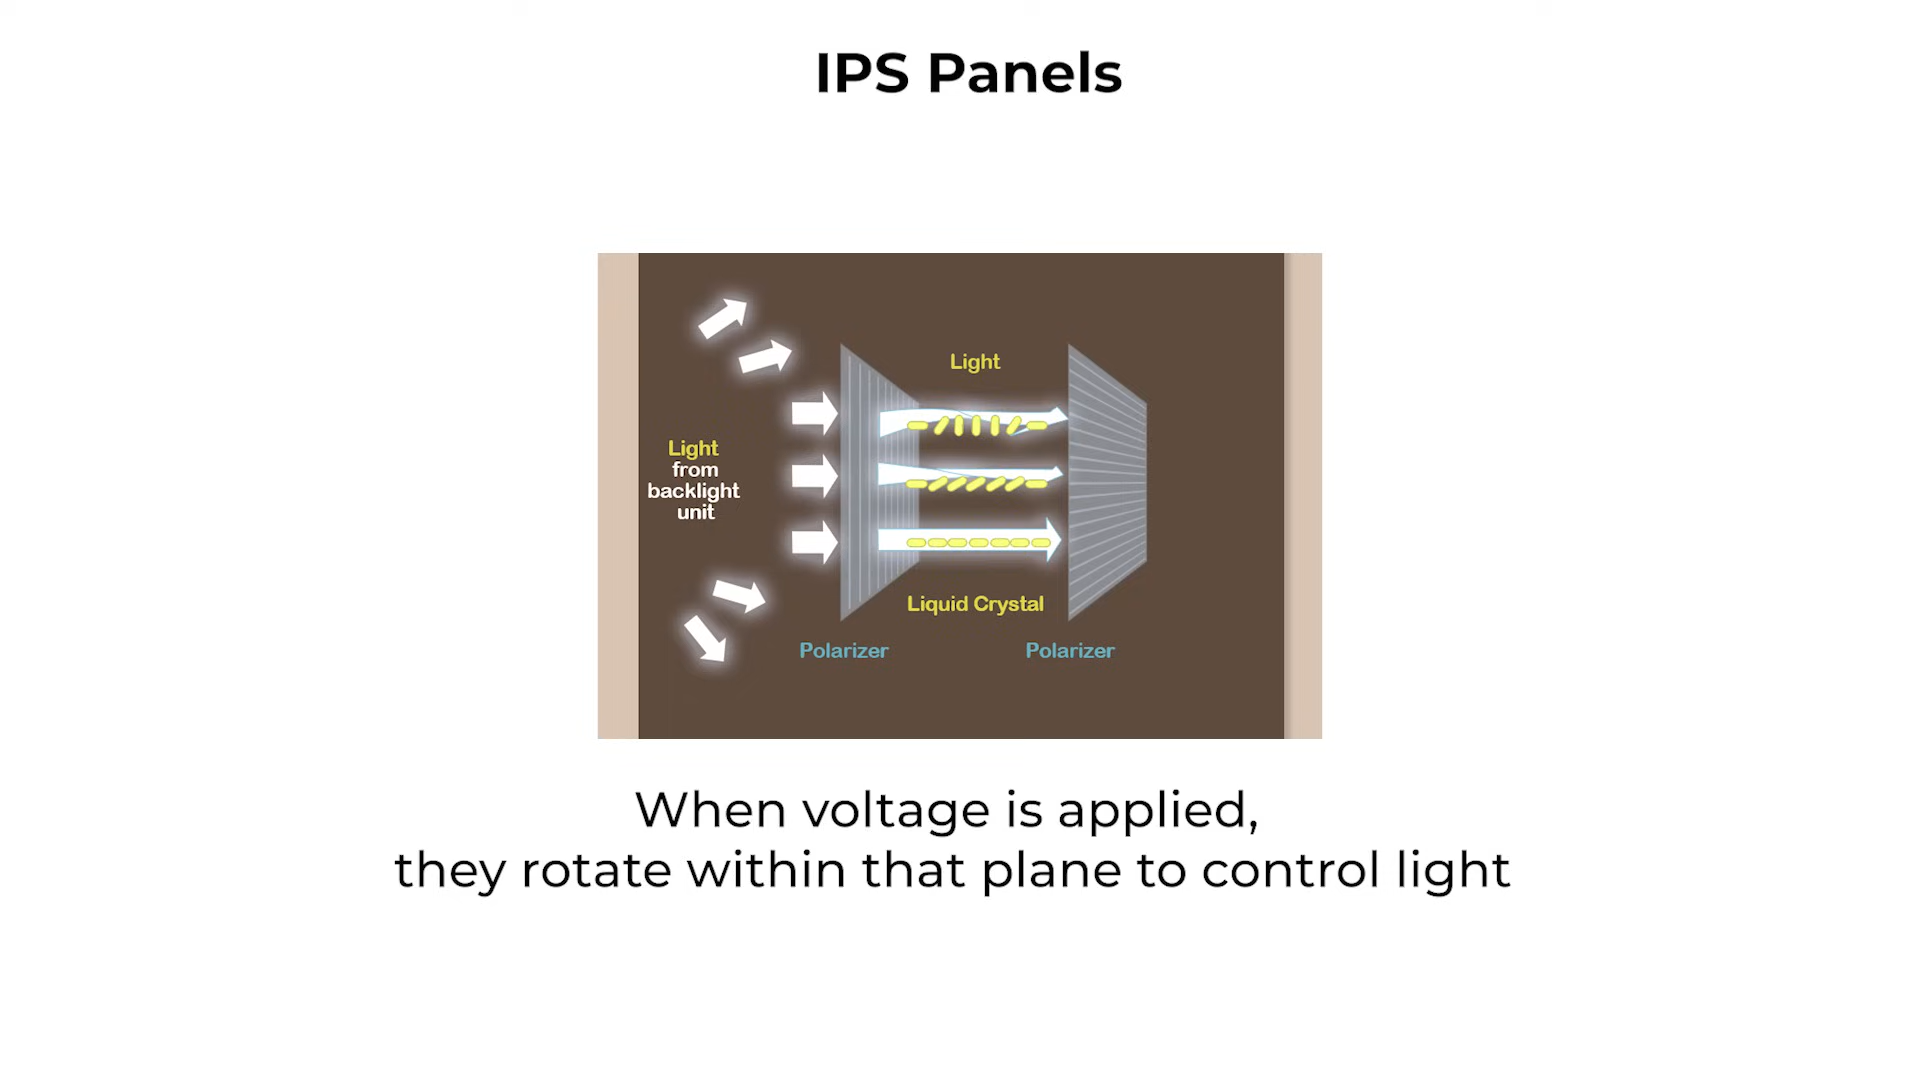 IPS Panels
Light
Light
from
backlight
unit
Liquid Crystal
Polarizer
Polarizer
When voltage is applied,
they rotate within that plane to control light